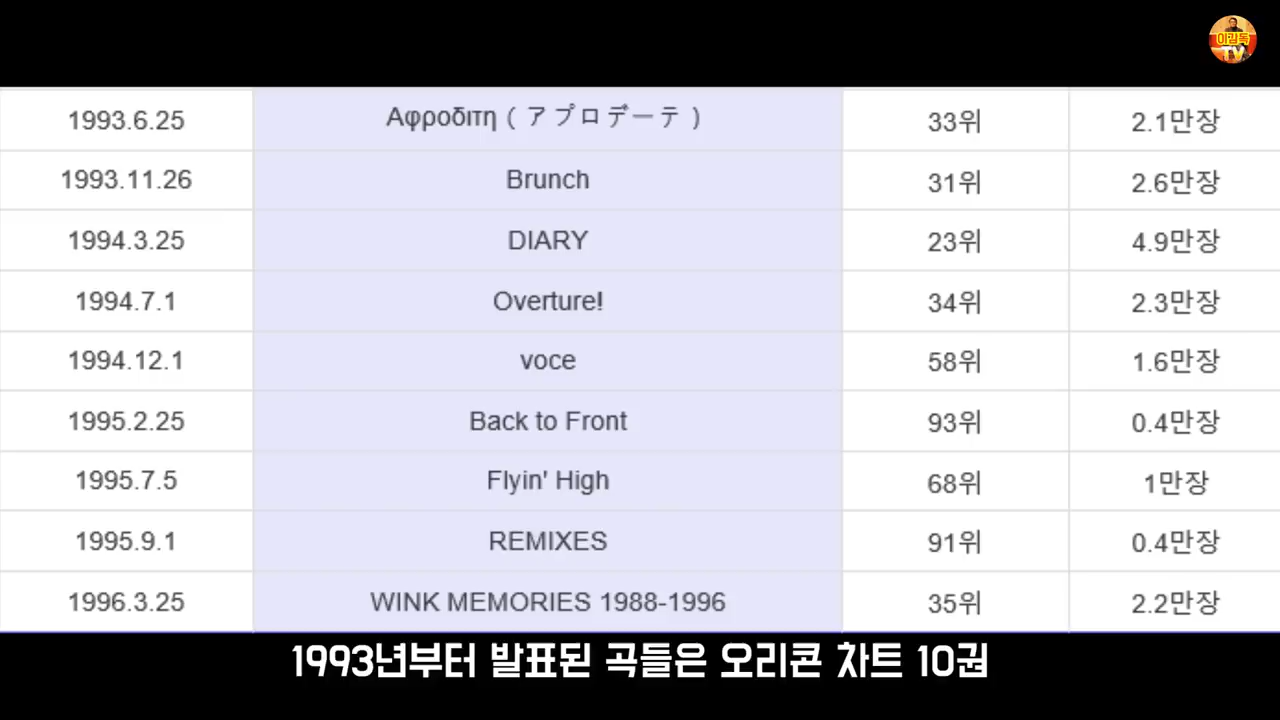 이감독
TV
1993.6.25 Αφροδιτη ( アプロデーテ ) 33위 2.1만장
1993.11.26 Brunch 31위 2.6만장
1994.3.25 DIARY 23위 4.9만장
1994.7.1 Overture! 34위 2.3만장
1994.12.1 voce 58위 1.6만장
1995.2.25 Back to Front 93위 0.4만장
1995.7.5 Flyin' High 68위 1만장
1995.9.1 REMIXES 91위 0.4만장
1996.3.25 WINK MEMORIES 1988-1996 35위 2.2만장
1993년부터 발표된 곡들은 오리콘 차트 10권